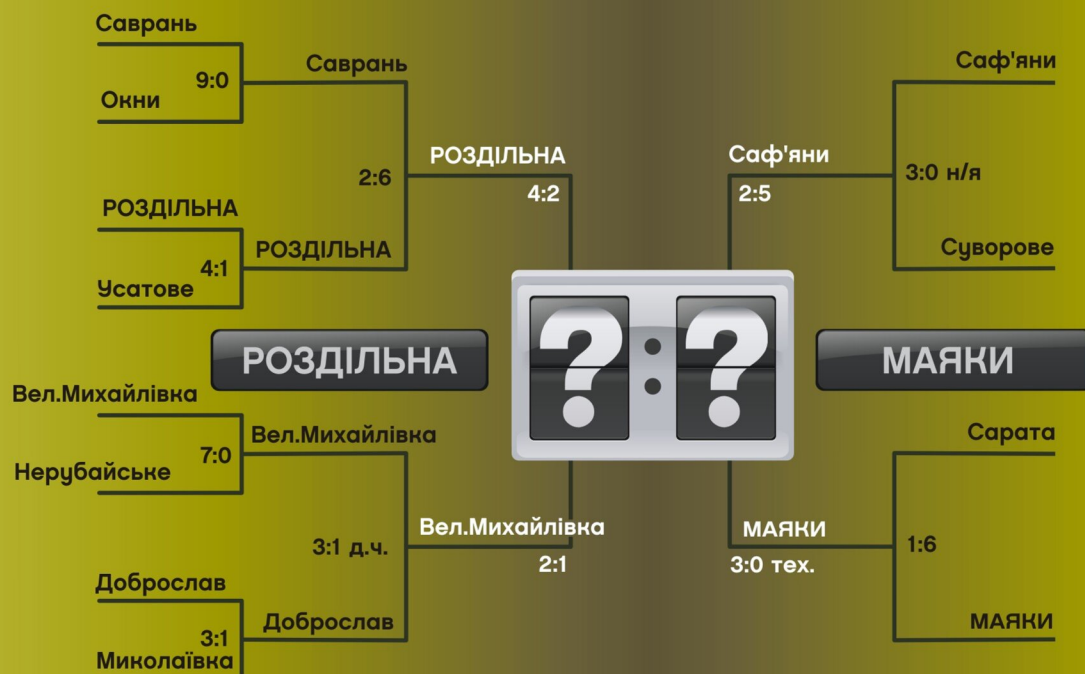 Саврань
9:0
Окни
Саврань
2:6
РОЗДІЛЬНА
4:1
Усатове
РОЗДІЛЬНА
РОЗДІЛЬНА
4:2
Саф'яни
2:5
Саф'яни
3:0 н/я
Суворове
РОЗДІЛЬНА
? : ?
МАЯКИ
Вел.Михайлівка
7:0
Нерубайське
Вел.Михайлівка
3:1 д.ч.
Доброслав
3:1
Миколаївка
Доброслав
Вел.Михайлівка
2:1
МАЯКИ
3:0 тех.
Сарата
1:6
МАЯКИ